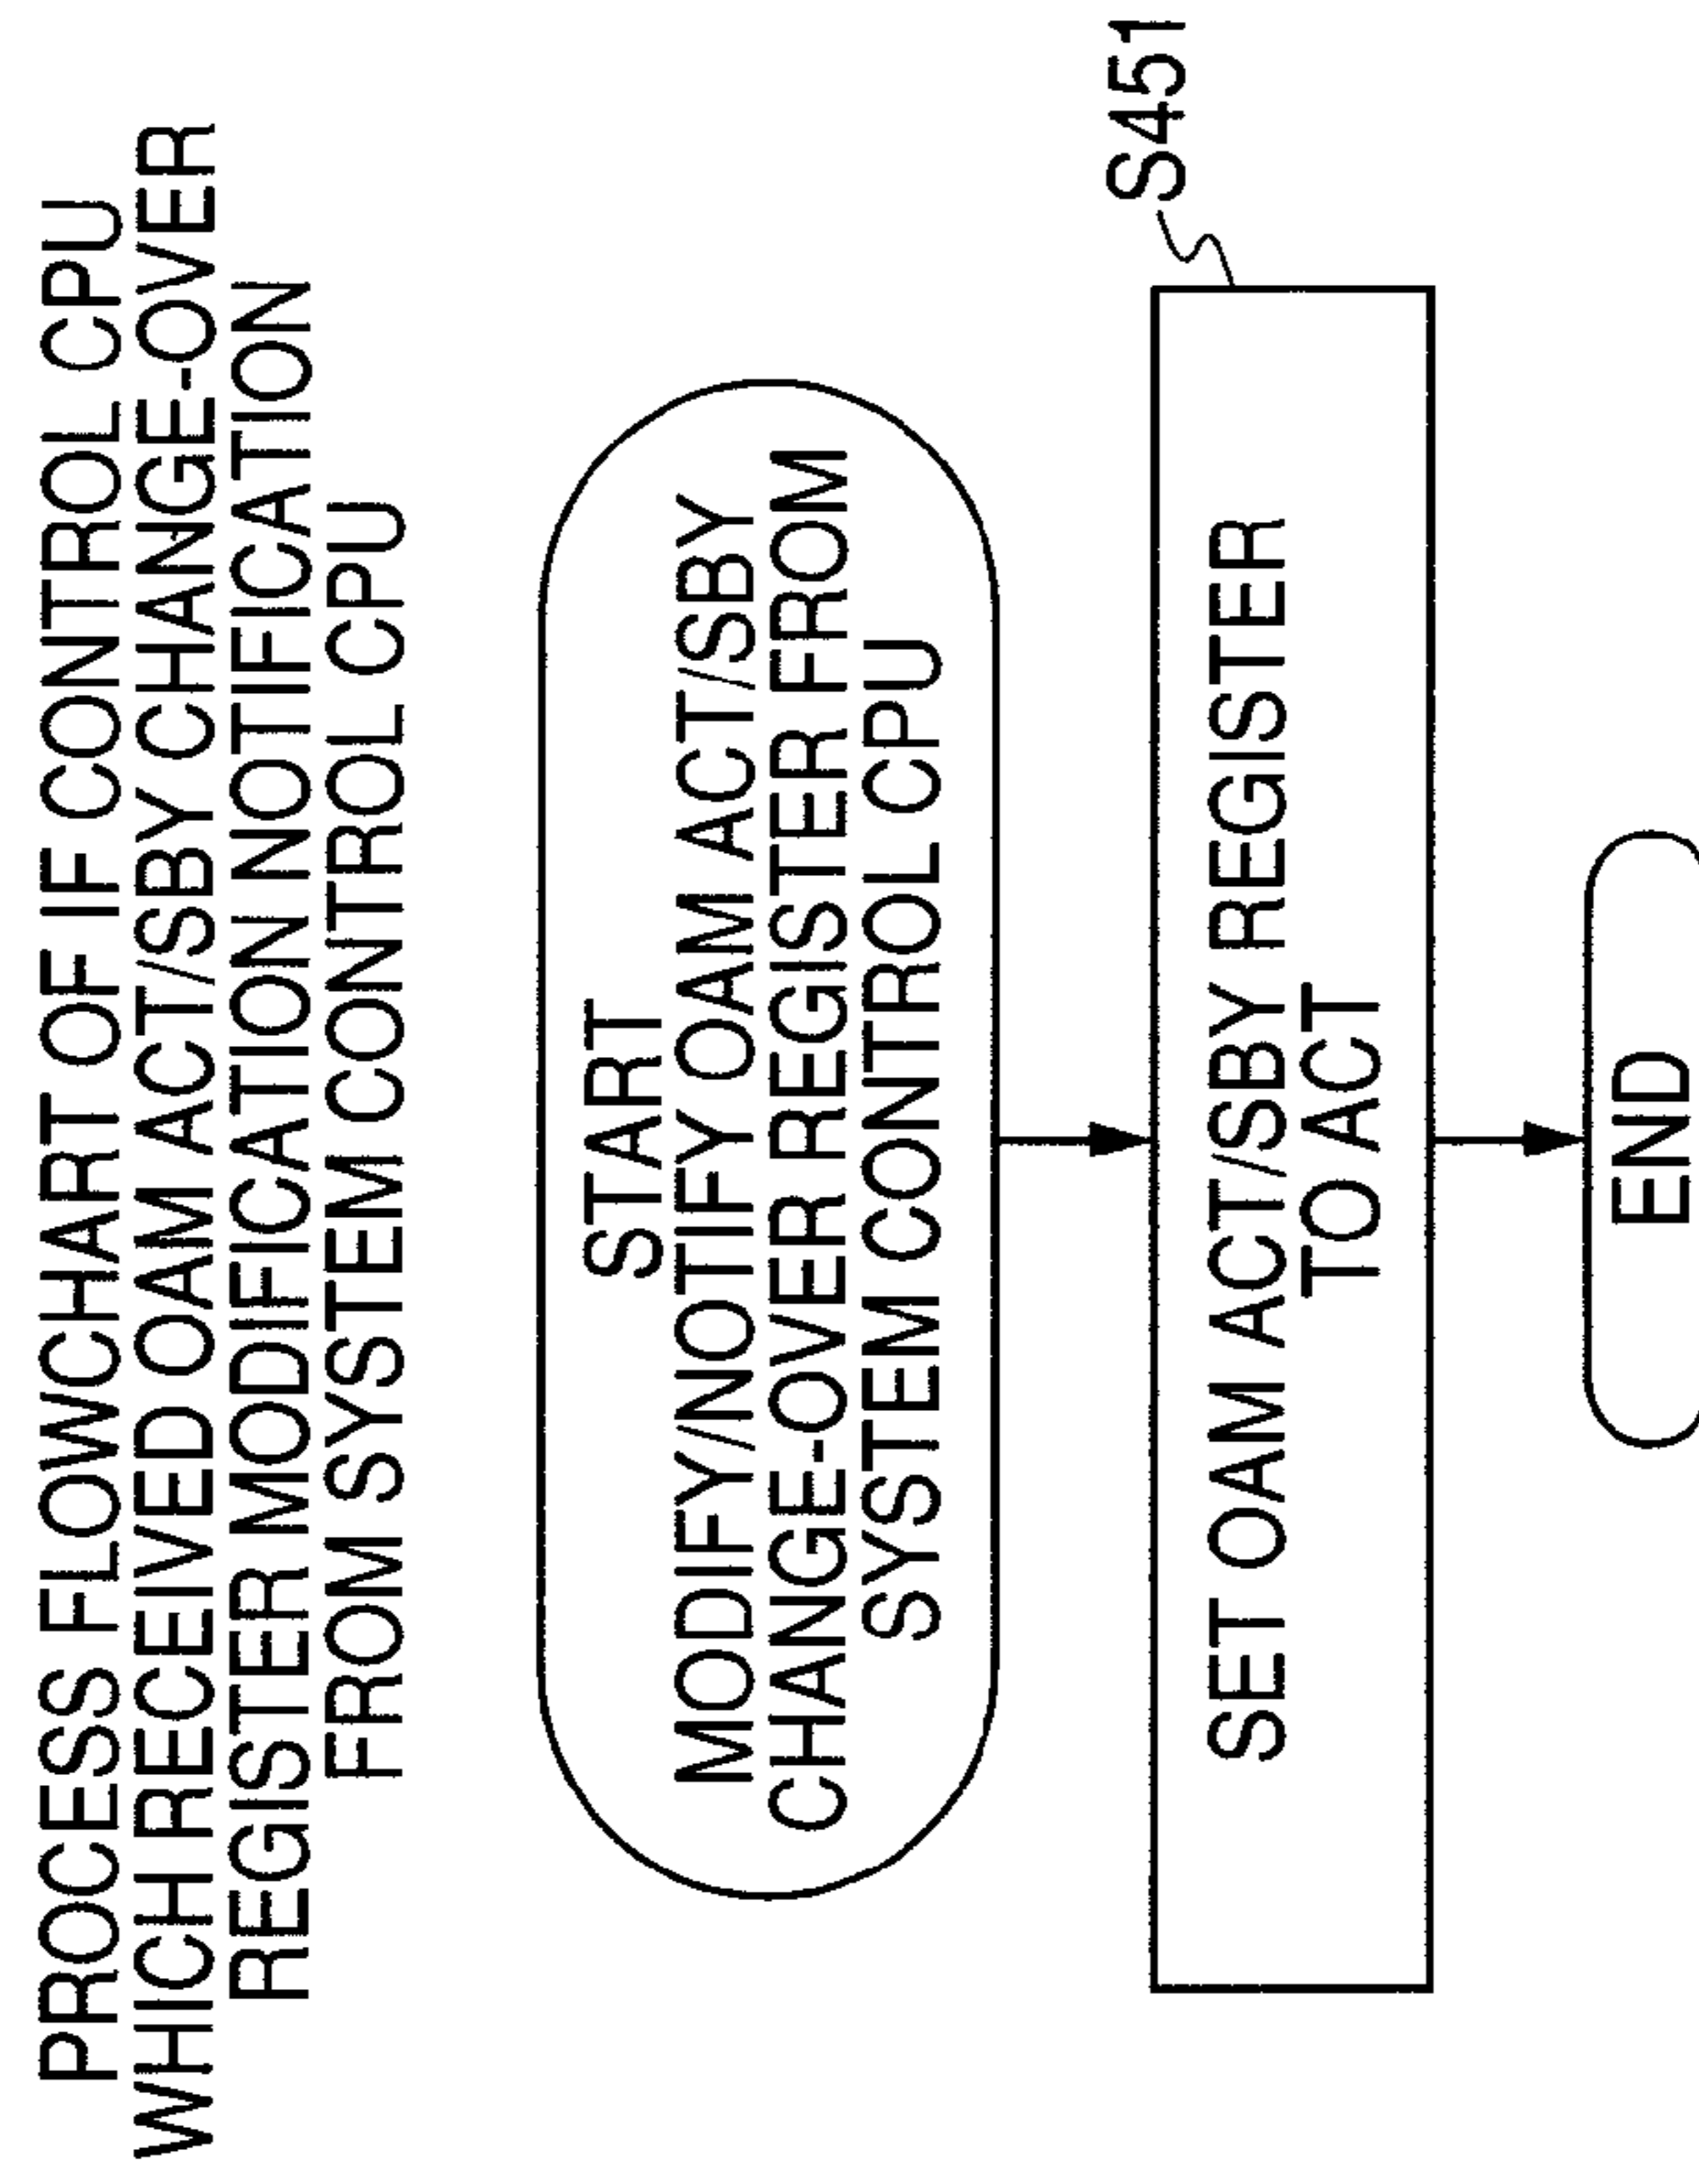 PROCESS FLOWCHART OF IF CONTROL CPU
WHICH RECEIVED OAM ACT/SBY CHANGE-OVER
REGISTER MODIFICATION NOTIFICATION
FROM SYSTEM CONTROL CPU
START
MODIFY/NOTIFY OAM ACT/SBY
CHANGE-OVER REGISTER FROM
SYSTEM CONTROL CPU
S451
SET OAM ACT/SBY REGISTER
TO ACT
END